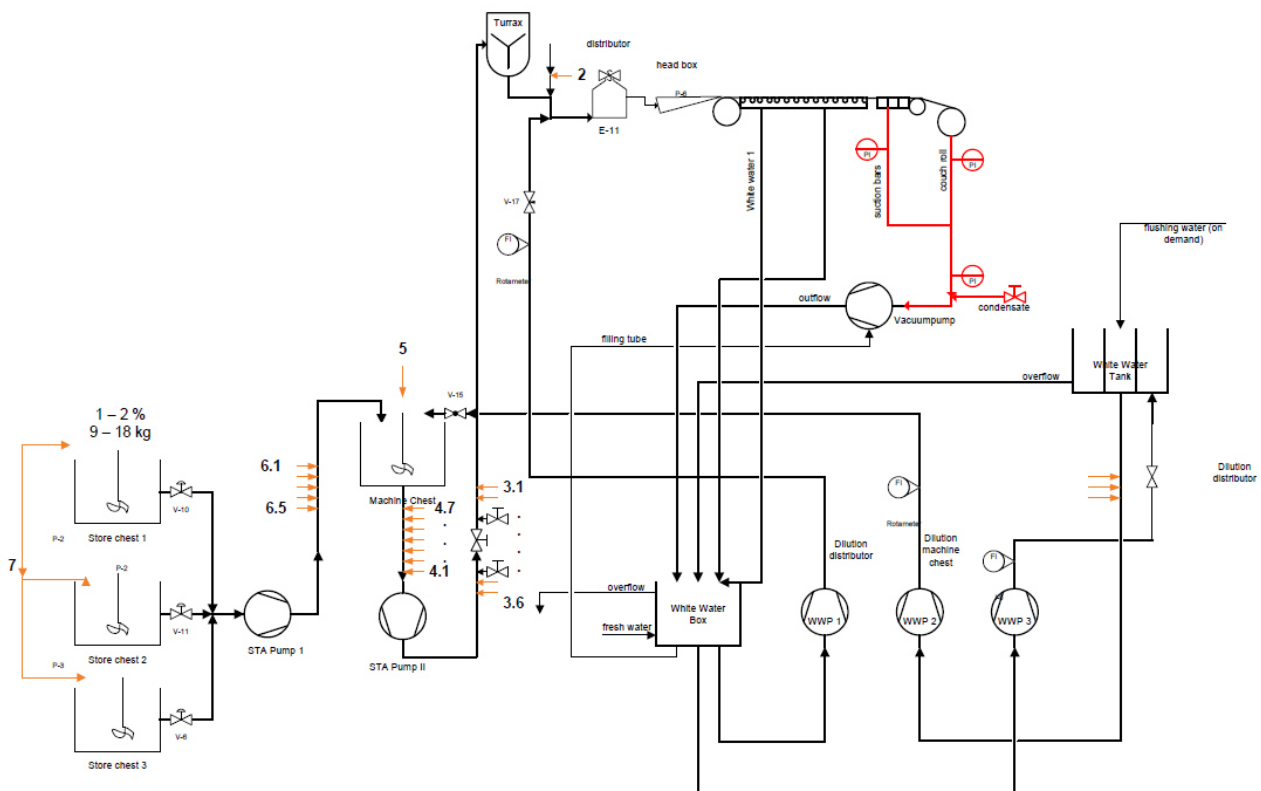 Turrax
distributor
2
head box
P-6
E-11
White water 1
PI
suction bars
couch roll
PI
PI
V-17
FI
Rotameter
flushing water (on
demand)
condensate
outflow
Vacuumpump
filling tube
White Water
Tank
overflow
5
V-15
1 – 2 %
9 – 18 kg
6.1
6.5
V-10
Store chest 1
P-2
Machine Chest
4.7
4.1
3.1
3.6
FI
Rotameter
Dilution
distributor
7
P-2
V-11
Store chest 2
P-3
STA Pump 1
STA Pump II
Dilution
distributor
Dilution
machine
chest
FI
overflow
White Water
Box
fresh water
WWP 1
WWP 2
WWP 3
V-6
Store chest 3